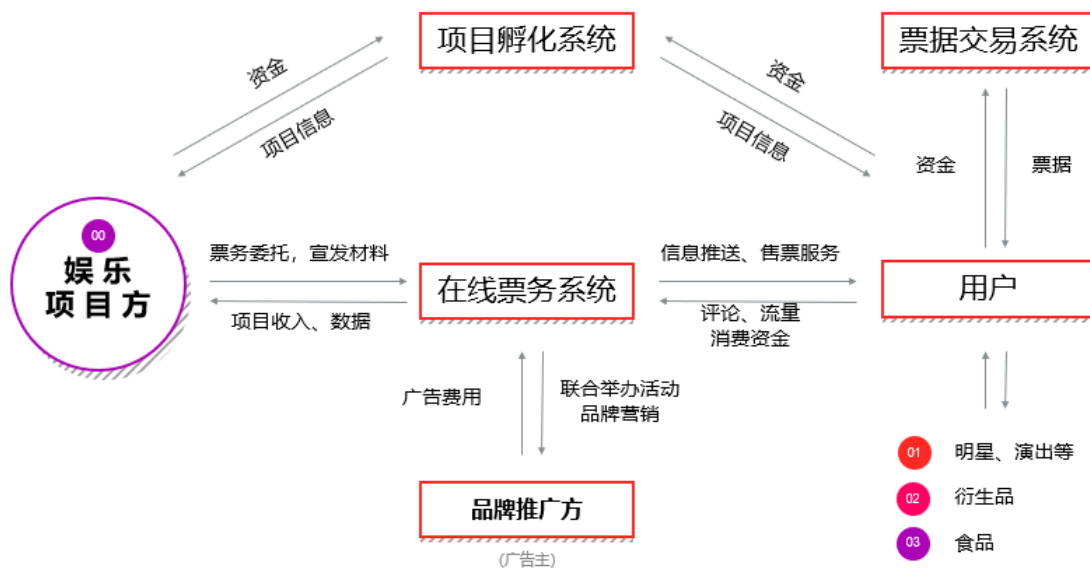 项目孵化系统
票据交易系统
资金
项目信息
资金
项目信息
资金
票据
00
娱乐
项目方
票务委托，宣发材料
项目收入、数据
在线票务系统
信息推送、售票服务
评论、流量
消费资金
用户
广告费用
联合举办活动
品牌营销
品牌推广方
(广告主)
01 明星、演出等
02 衍生品
03 食品